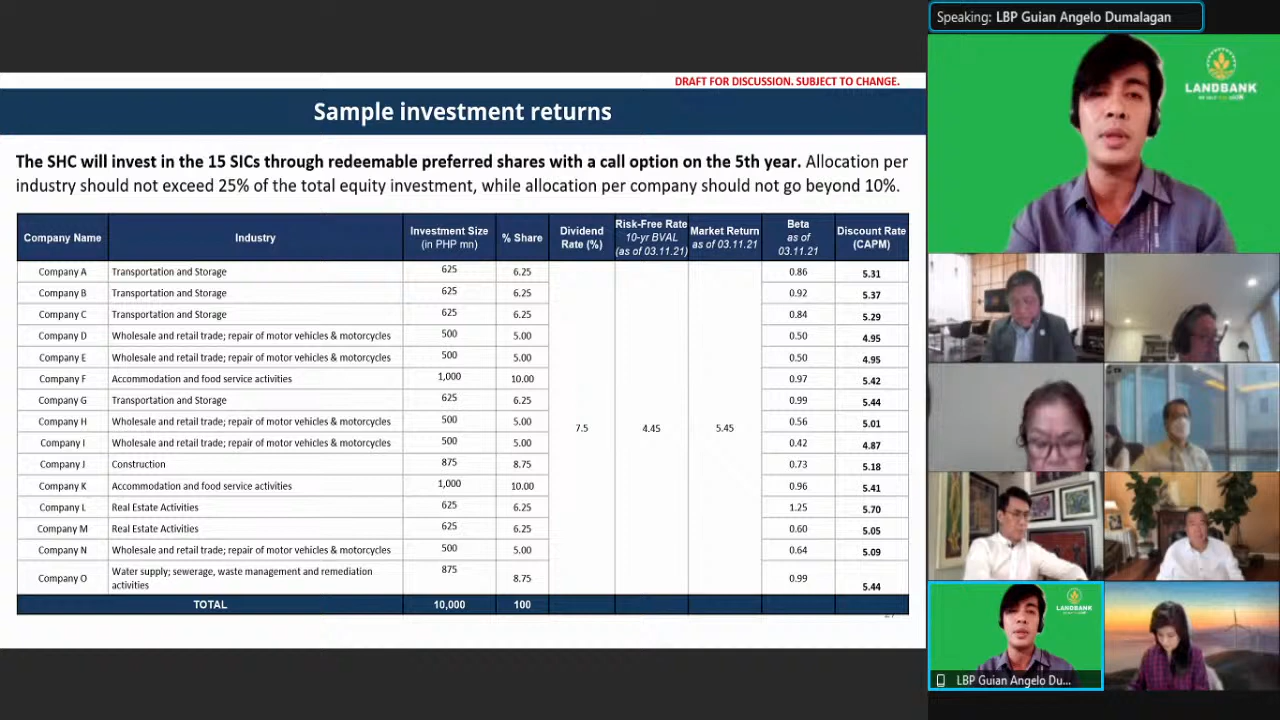 Speaking: LBP Guian Angelo Dumalagan
LANDBANK
DRAFT FOR DISCUSSION. SUBJECT TO CHANGE.
Sample investment returns
The SHC will invest in the 15 SICs through redeemable preferred shares with a call option on the 5th year. Allocation per
industry should not exceed 25% of the total equity investment, while allocation per company should not go beyond 10%.
Company Name Industry Investment Size (in PHP mn) % Share Dividend Rate (%) Risk-Free Rate 10-yr BVAL (as of 03.11.21) Market Return as of 03.11.21 Beta as of 03.11.21 Discount Rate (CAPM)
Company A Transportation and Storage 625 6.25 0.86 5.31
Company B Transportation and Storage 625 6.25 0.92 5.37
Company C Transportation and Storage 625 6.25 0.84 5.29
Company D Wholesale and retail trade; repair of motor vehicles & motorcycles 500 5.00 0.50 4.95
Company E Wholesale and retail trade; repair of motor vehicles & motorcycles 500 5.00 0.50 4.95
Company F Accommodation and food service activities 1,000 10.00 0.97 5.42
Company G Transportation and Storage 625 6.25 0.99 5.44
Company H Wholesale and retail trade; repair of motor vehicles & motorcycles 500 5.00 7.5 4.45 5.45 0.56 5.01
Company I Wholesale and retail trade; repair of motor vehicles & motorcycles 500 5.00 0.42 4.87
Company J Construction 875 8.75 0.73 5.18
Company K Accommodation and food service activities 1,000 10.00 0.96 5.41
Company L Real Estate Activities 625 6.25 1.25 5.70
Company M Real Estate Activities 625 6.25 0.60 5.05
Company N Wholesale and retail trade; repair of motor vehicles & motorcycles 500 5.00 0.64 5.09
Company O Water supply; sewerage, waste management and remediation activities 875 8.75 0.99 5.44
TOTAL 10,000 100
LANDBANK
LBP Guian Angelo Du...